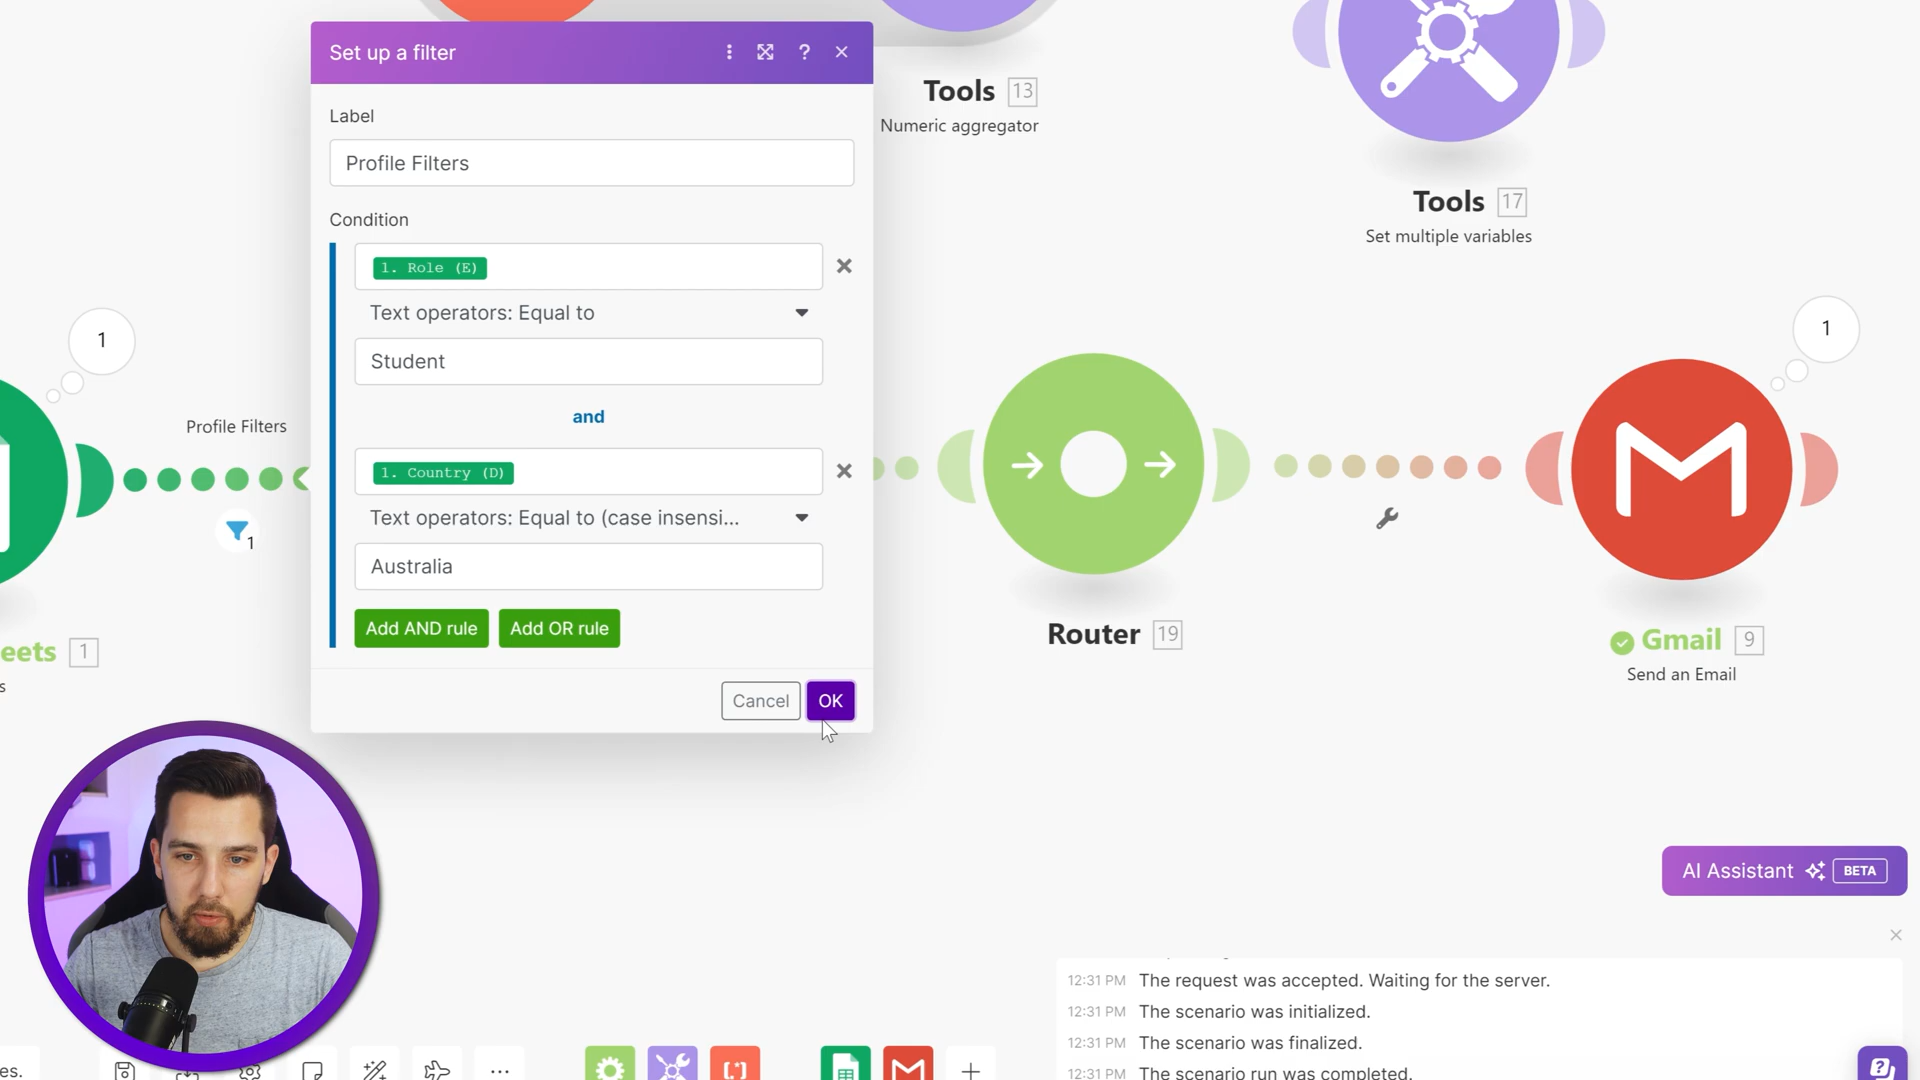 Set up a filter
?
Label
Profile Filters
Condition
1. Role (E)
Text operators: Equal to
Student
and
1. Country (D)
Text operators: Equal to (case insensi...
Australia
Add AND rule
Add OR rule
Cancel
OK
Tools 13
Numeric aggregator
Tools 17
Set multiple variables
1
Profile Filters
1
eets 1
s
Router 19
1
Gmail 9
Send an Email
AI Assistant BETA
12:31 PM The request was accepted. Waiting for the server.
12:31 PM The scenario was initialized.
12:31 PM The scenario was finalized.
12:31 PM The scenario run was completed.
es.